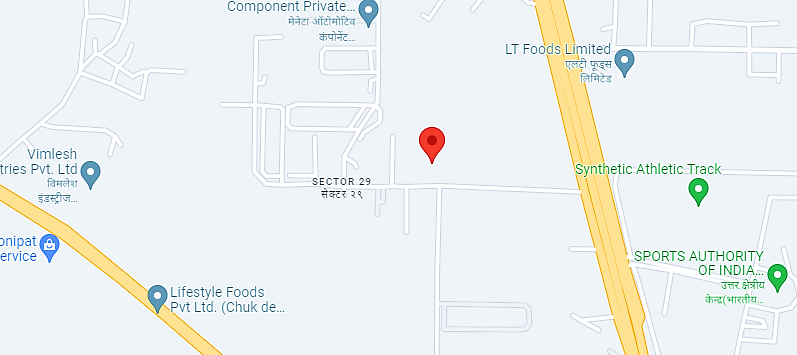 Component Private...
मेनेटा ऑटोमोटिव
कंपोनेंट...
LT Foods Limited
एलटी फूड्स
लिमिटेड
Vimlesh
tries Pvt. Ltd
विमलेश
इंडस्ट्रीज...
SECTOR 29
सेक्टर २९
Synthetic Athletic Track
onipat
ervice
SPORTS AUTHORITY
OF INDIA...
उत्तर क्षेत्रीय
केन्द्र(भारतीय...
Lifestyle Foods
Pvt Ltd. (Chuk de...